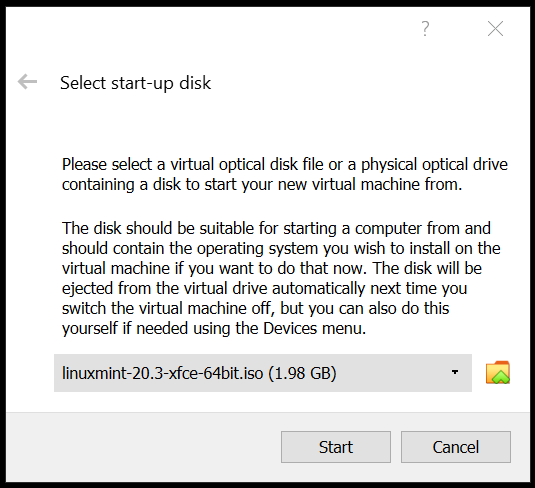 ?
Select start-up disk
Please select a virtual optical disk file or a physical optical drive
containing a disk to start your new virtual machine from.
The disk should be suitable for starting a computer from and
should contain the operating system you wish to install on the
virtual machine if you want to do that now. The disk will be
ejected from the virtual drive automatically next time you
switch the virtual machine off, but you can also do this
yourself if needed using the Devices menu.
linuxmint-20.3-xfce-64bit.iso (1.98 GB)
Start Cancel